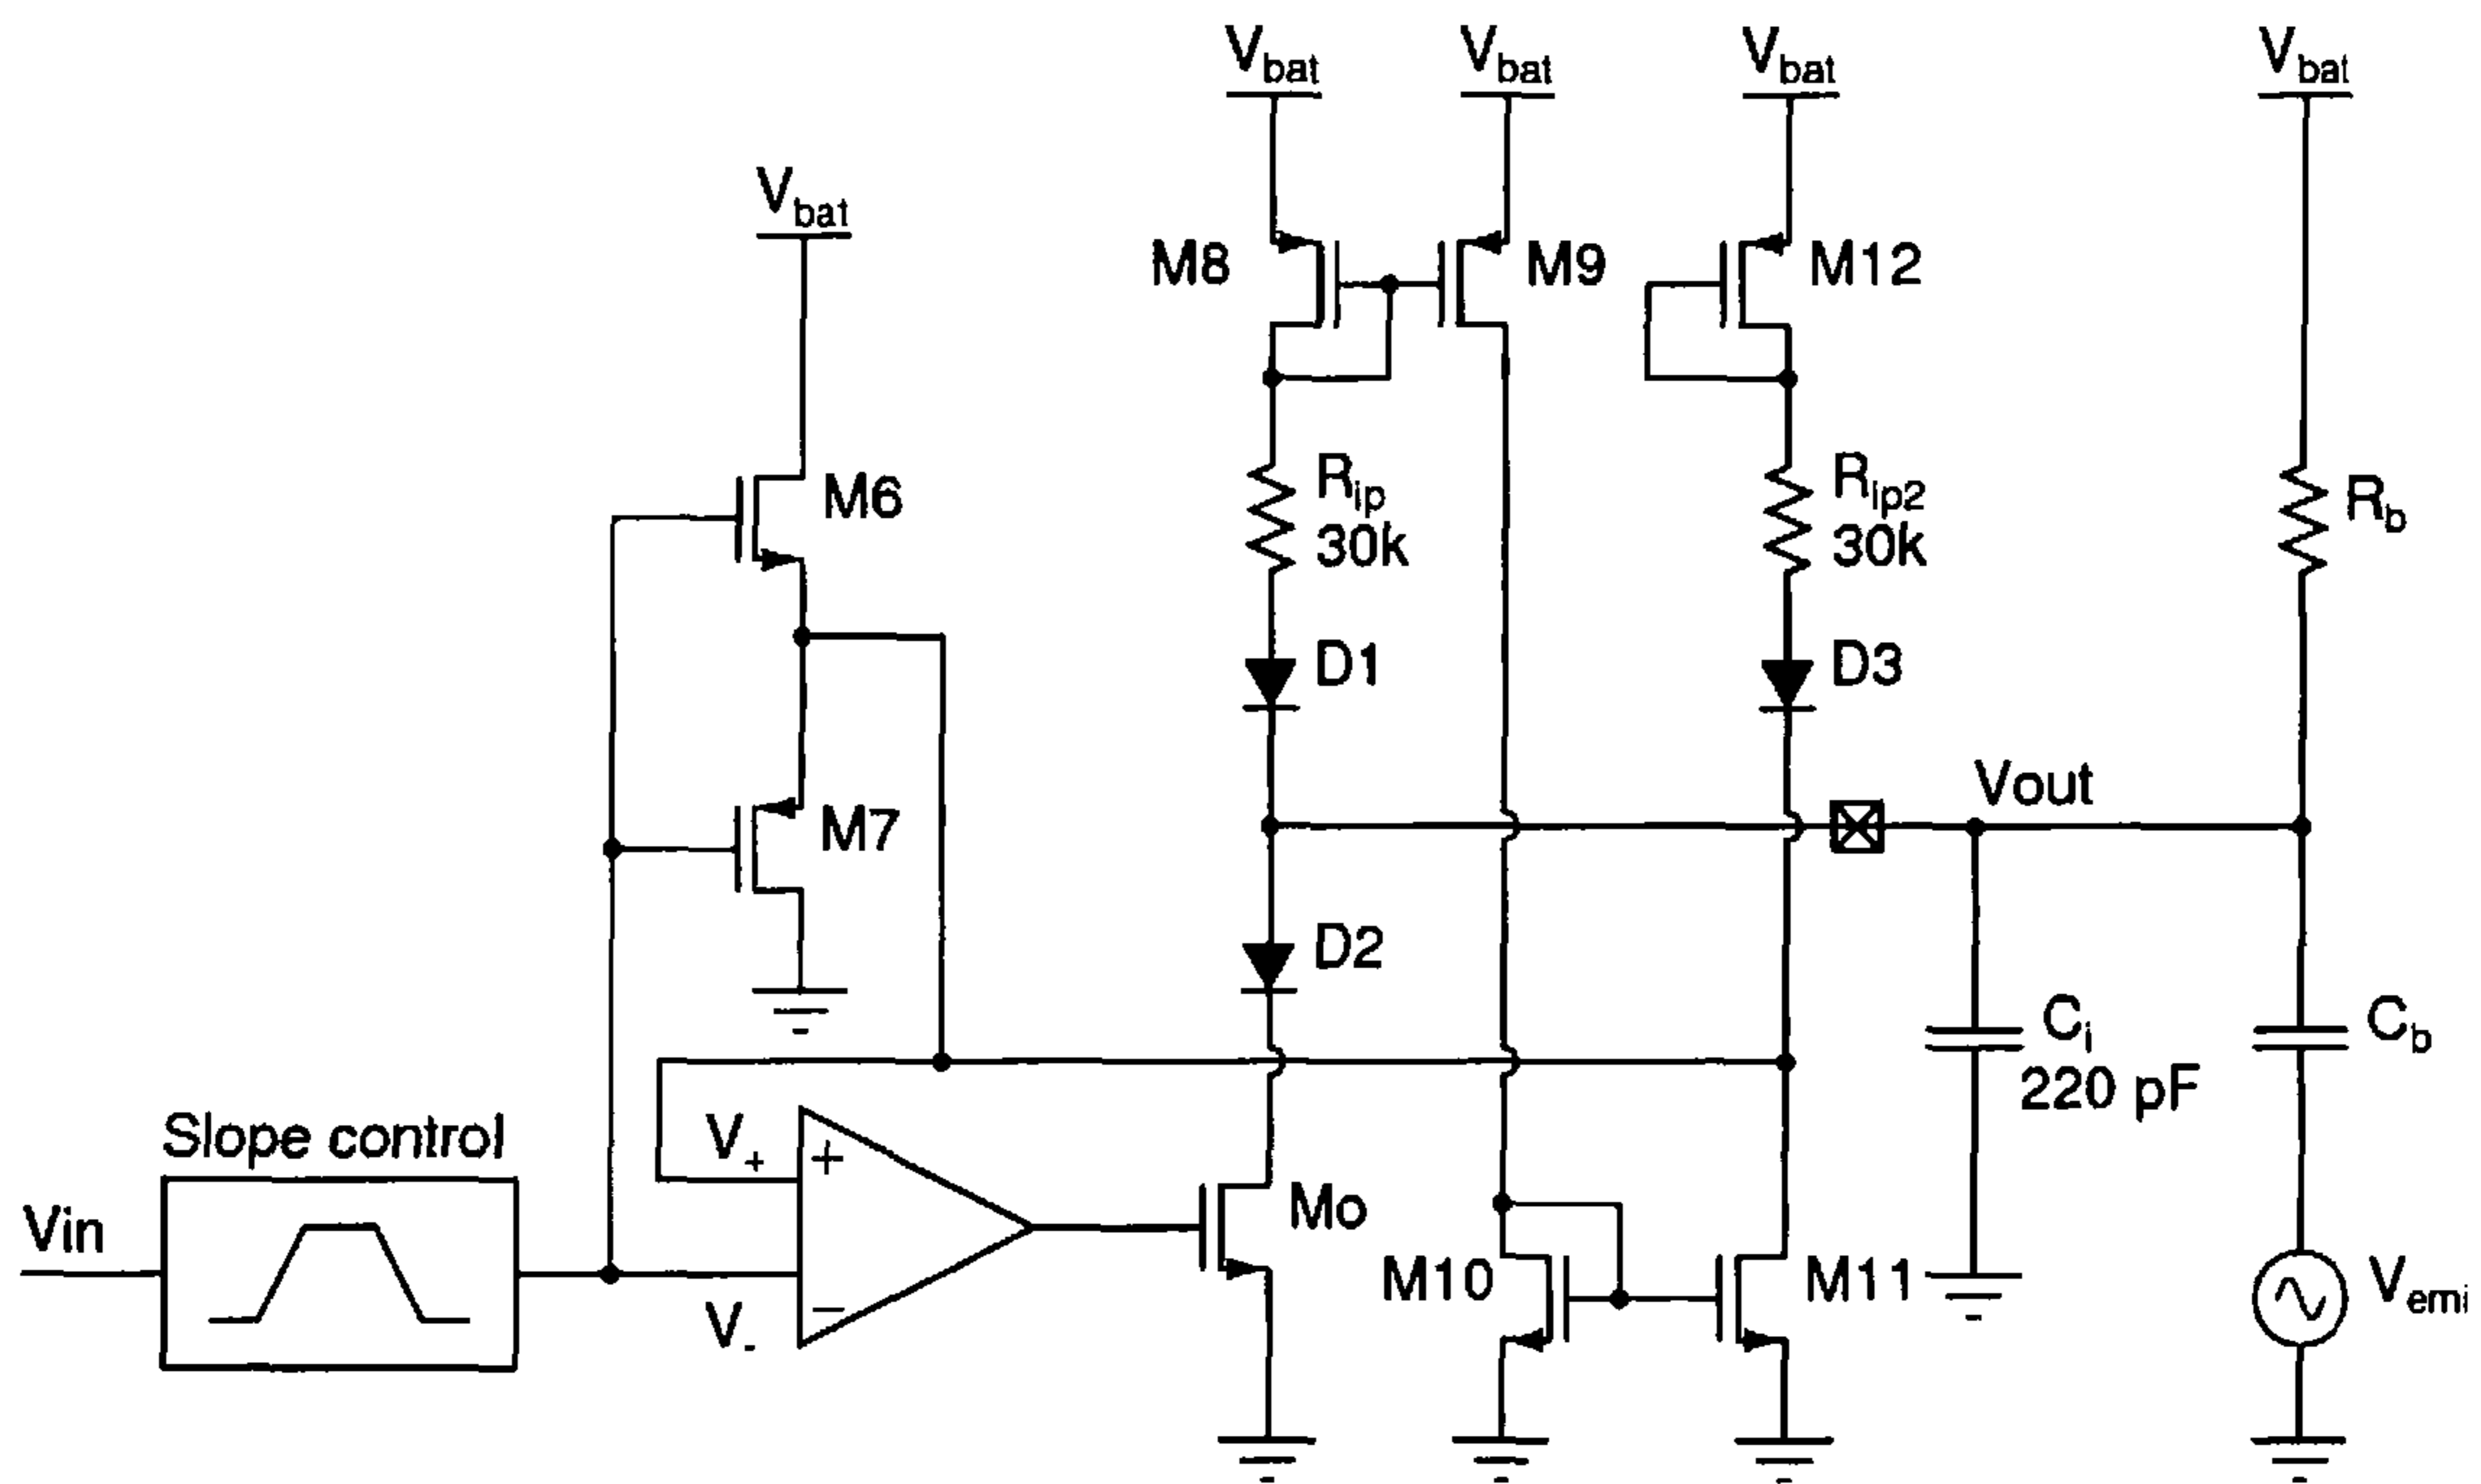 Vbat
Vbat
Vbat
Vbat
Vbat
M8
M9
M12
M6
Rip
30k
Rip2
30k
Rb
D1
D3
Vout
M7
D2
Ci
220 pF
Cb
Slope control
V+
+
Vin
Mo
M10
M11
Vemi
V-
−